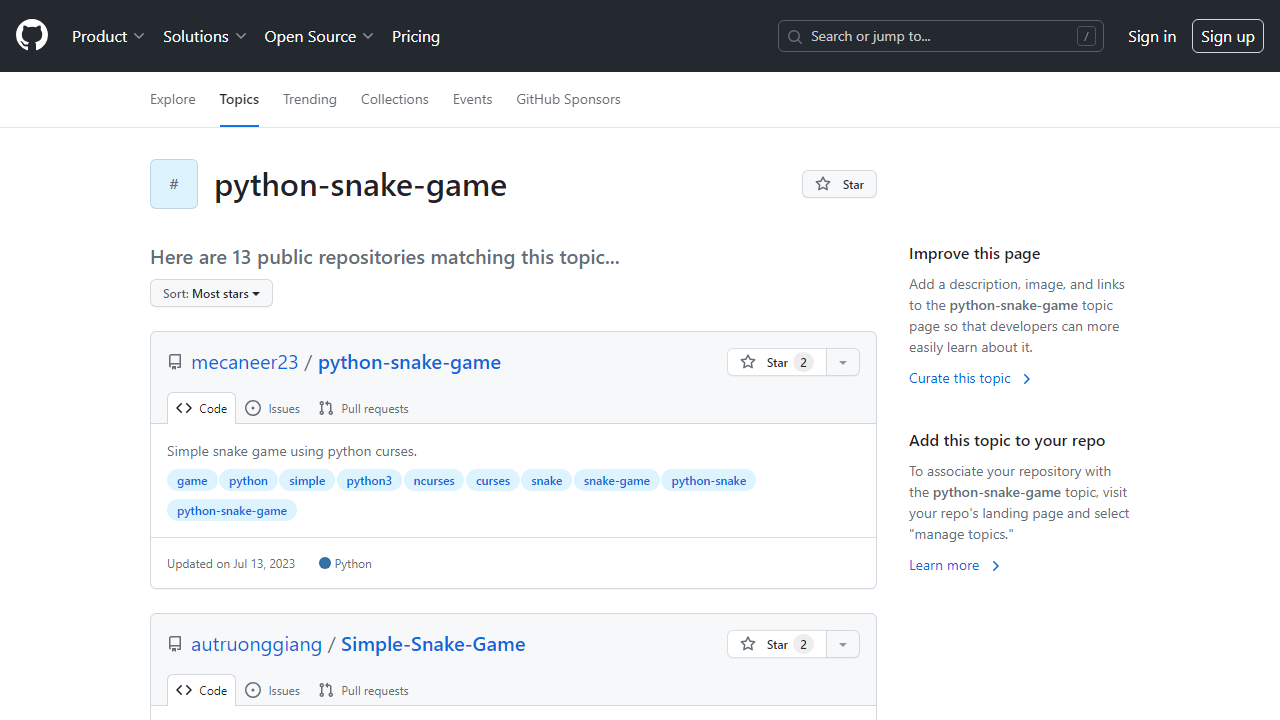 Product Solutions Open Source Pricing Search or jump to... / Sign in Sign up
Explore Topics Trending Collections Events GitHub Sponsors
# python-snake-game Star
Here are 13 public repositories matching this topic...
Sort: Most stars
mecaneer23 / python-snake-game Star 2
Code Issues Pull requests
Simple snake game using python curses.
game python simple python3 ncurses curses snake snake-game python-snake
python-snake-game
Updated on Jul 13, 2023 Python
autruonggiang / Simple-Snake-Game Star 2
Code Issues Pull requests
Improve this page
Add a description, image, and links
to the python-snake-game topic
page so that developers can more
easily learn about it.
Curate this topic
Add this topic to your repo
To associate your repository with
the python-snake-game topic, visit
your repo's landing page and select
"manage topics."
Learn more